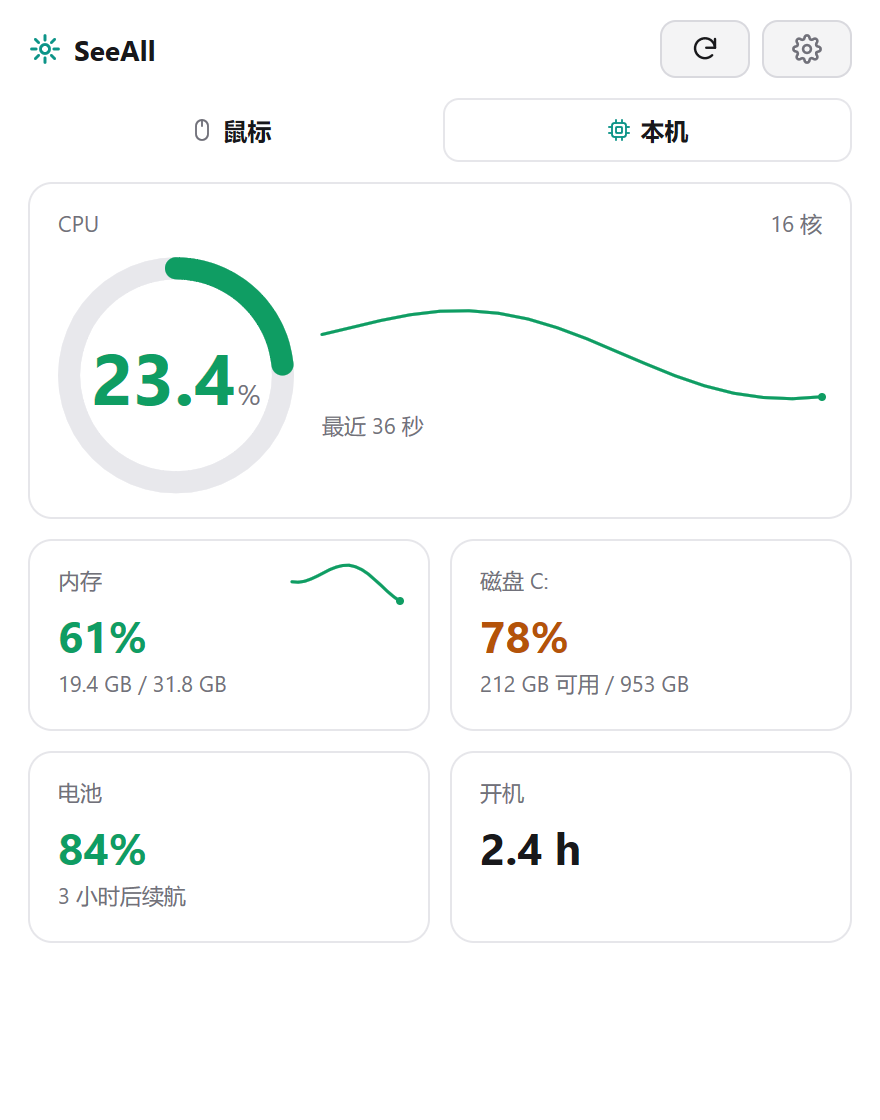 SeeAll
鼠标
本机
CPU
16 核
23.4%
最近 36 秒
内存
61%
19.4 GB / 31.8 GB
磁盘 C:
78%
212 GB 可用 / 953 GB
电池
84%
3 小时后续航
开机
2.4 h